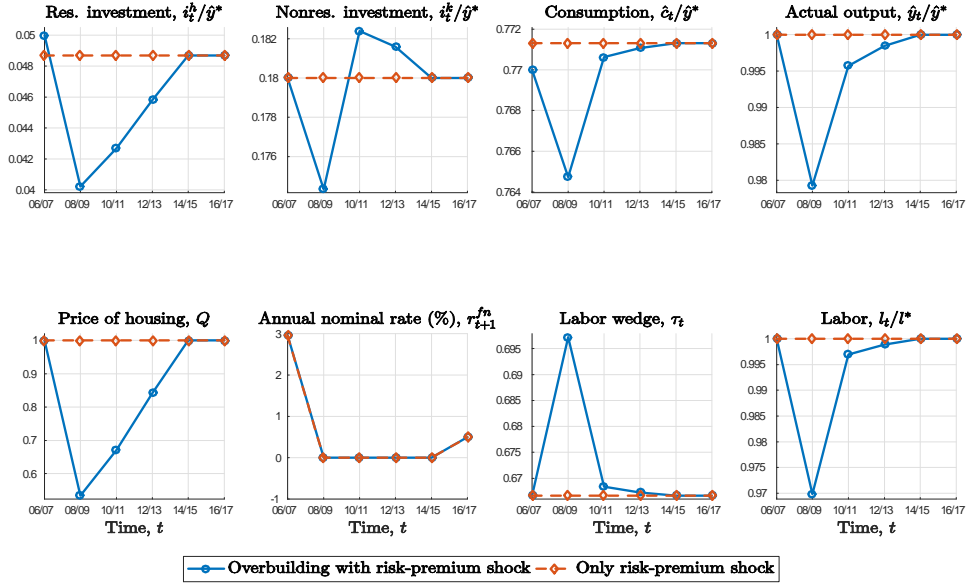 Res. investment, i_t^h/ŷ*
Nonres. investment, i_t^k/ŷ*
Consumption, ĉ_t/ŷ*
Actual output, ŷ_t/ŷ*
0.05
0.048
0.046
0.044
0.042
0.04
06/07 08/09 10/11 12/13 14/15 16/17
0.182
0.18
0.178
0.176
06/07 08/09 10/11 12/13 14/15 16/17
0.772
0.77
0.768
0.766
0.764
06/07 08/09 10/11 12/13 14/15 16/17
1
0.995
0.99
0.985
0.98
06/07 08/09 10/11 12/13 14/15 16/17
Price of housing, Q
Annual nominal rate (%), r_{t+1}^{fn}
Labor wedge, τ_t
Labor, l_t/l*
1
0.9
0.8
0.7
0.6
06/07 08/09 10/11 12/13 14/15 16/17
Time, t
3
2
1
0
-1
06/07 08/09 10/11 12/13 14/15 16/17
0.695
0.69
0.685
0.68
0.675
0.67
06/07 08/09 10/11 12/13 14/15 16/17
Time, t
1
0.995
0.99
0.985
0.98
0.975
0.97
06/07 08/09 10/11 12/13 14/15 16/17
Time, t
Overbuilding with risk-premium shock
Only risk-premium shock